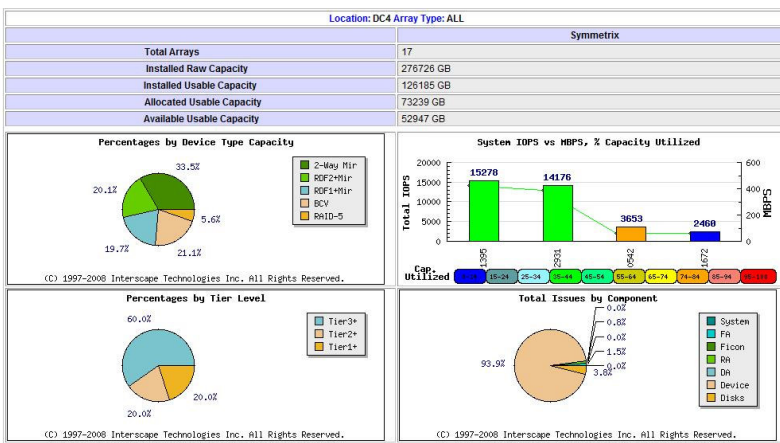 Location: DC4 Array Type: ALL
Symmetrix
Total Arrays 17
Installed Raw Capacity 276726 GB
Installed Usable Capacity 126185 GB
Allocated Usable Capacity 73239 GB
Available Usable Capacity 52947 GB
Percentages by Device Type Capacity
33.5%
20.1%
5.6%
19.7%
21.1%
2-Way Mir
RDF2+Mir
RDF1+Mir
BCV
RAID-5
(C) 1997-2008 Interscape Technologies Inc. All Rights Reserved.
System IOPS vs MBPS, % Capacity Utilized
Total IOPS
20000
15000
10000
5000
0
15278
14176
3653
2460
600
400
200
0
MBPS
1395
2931
0542
1672
Cap.
Utilized 15-24 25-34 35-44 45-54 55-64 65-74 74-84 85-94
Percentages by Tier Level
60.0%
20.0%
20.0%
Tier3+
Tier2+
Tier1+
(C) 1997-2008 Interscape Technologies Inc. All Rights Reserved.
Total Issues by Component
0.0%
0.8%
0.0%
1.5%
0.0%
93.9%
3.8%
System
FA
Ficon
RA
DA
Device
Disks
(C) 1997-2008 Interscape Technologies Inc. All Rights Reserved.